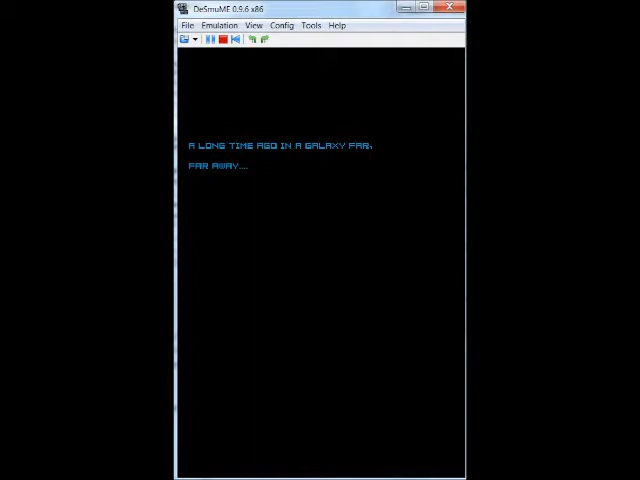 DeSmuME 0.9.6 x86
File Emulation View Config Tools Help
A LONG TIME AGO IN A GALAXY FAR,
FAR AWAY....